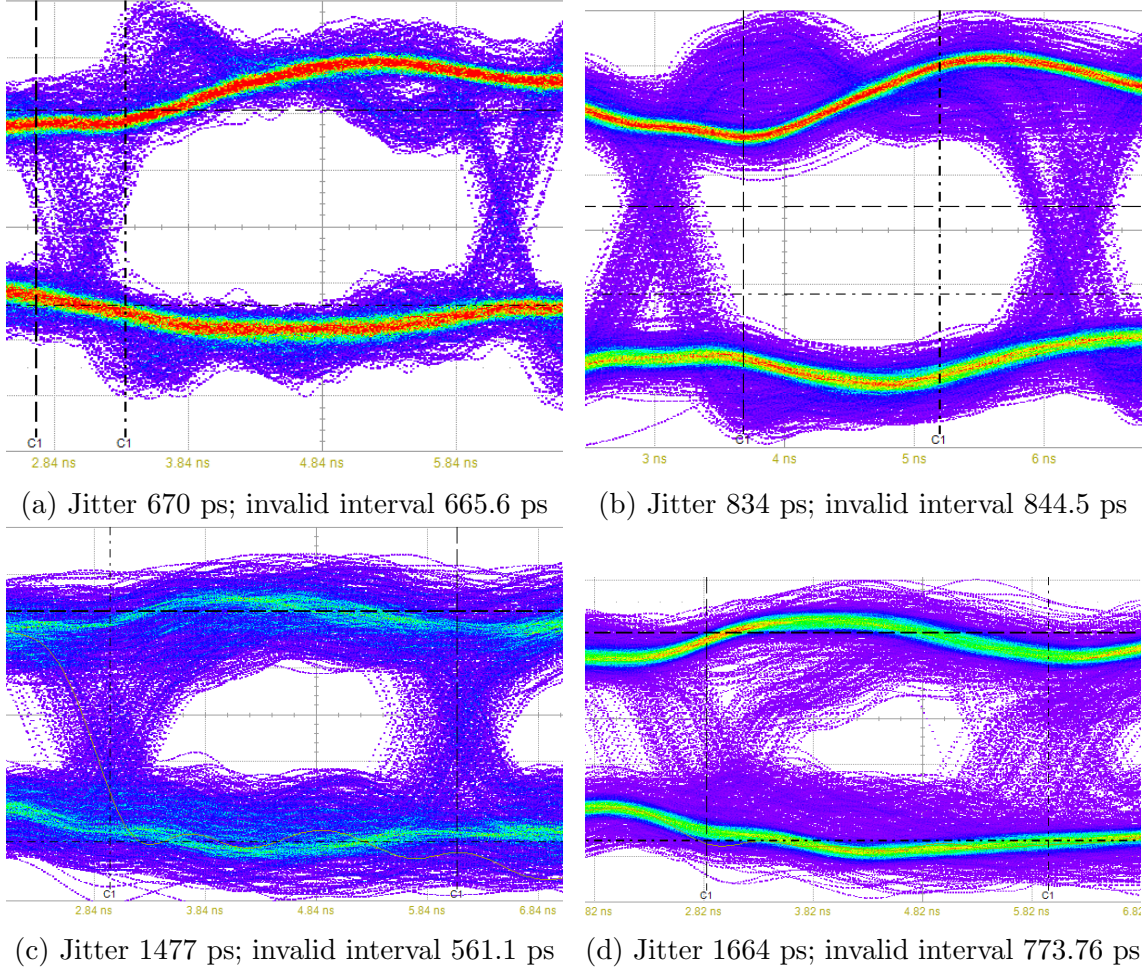 C1 C1
2.84 ns 3.84 ns 4.84 ns 5.84 ns
(a) Jitter 670 ps; invalid interval 665.6 ps
C1 C1
3 ns 4 ns 5 ns 6 ns
(b) Jitter 834 ps; invalid interval 844.5 ps
C1 C1
2.84 ns 3.84 ns 4.84 ns 5.84 ns 6.84 ns
(c) Jitter 1477 ps; invalid interval 561.1 ps
C1 C1
82 ns 2.82 ns 3.82 ns 4.82 ns 5.82 ns 6.82
(d) Jitter 1664 ps; invalid interval 773.76 ps